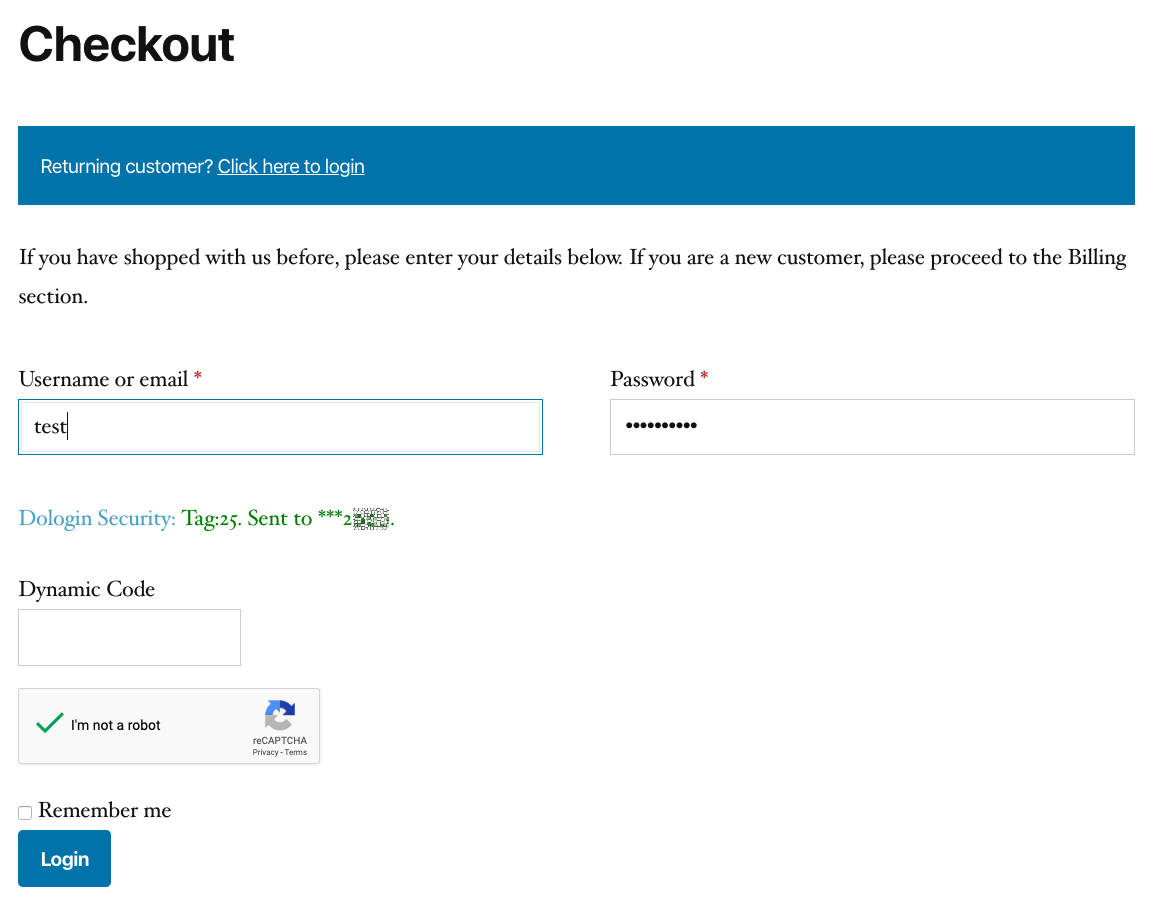 Checkout
Returning customer? Click here to login
If you have shopped with us before, please enter your details below. If you are a new customer, please proceed to the Billing
section.
Username or email * Password *
test ••••••••••
Dologin Security: Tag:25. Sent to ***2
Dynamic Code
I'm not a robot
reCAPTCHA
Privacy - Terms
Remember me
Login